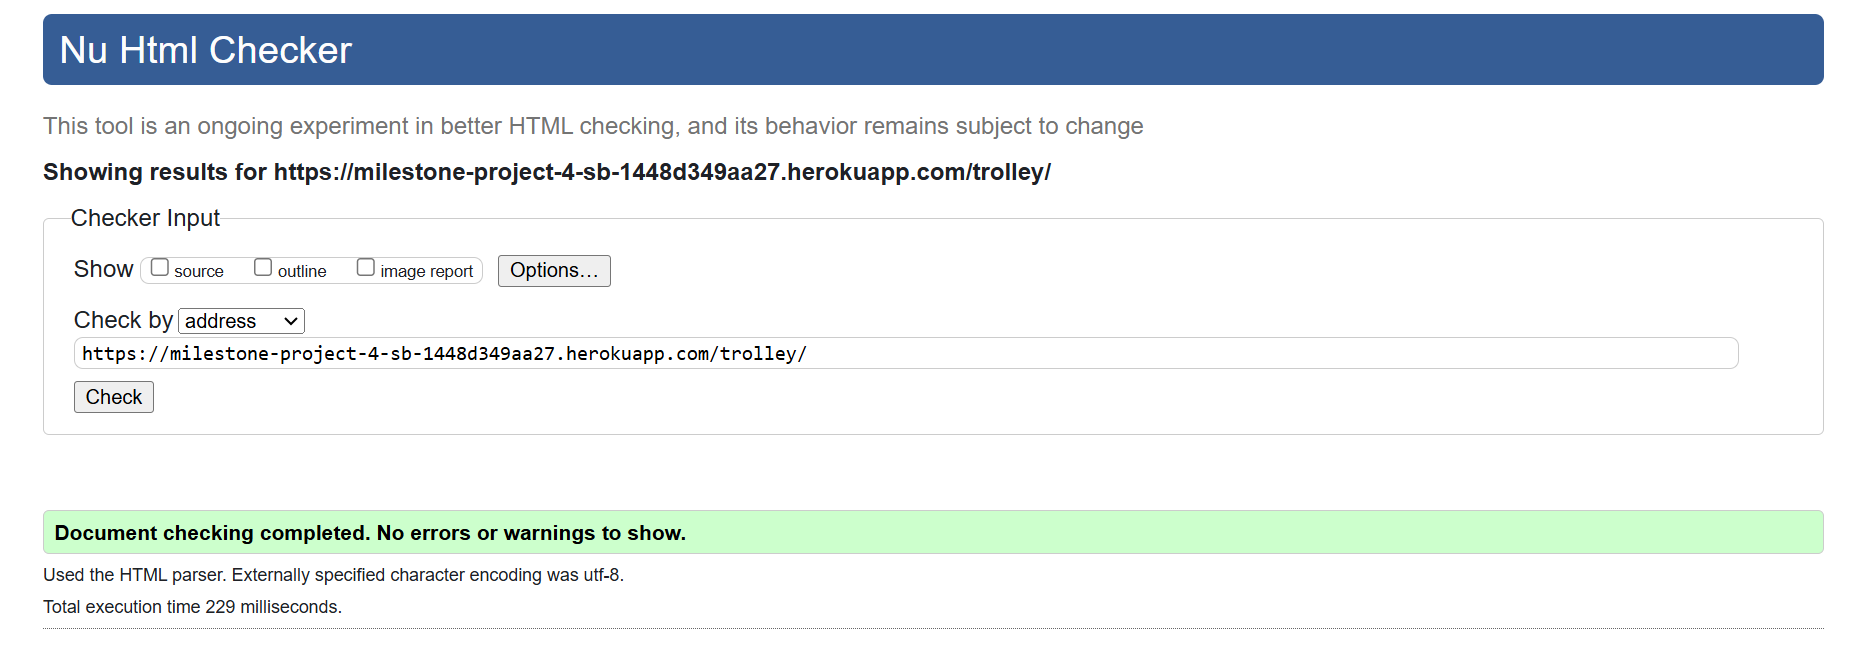 Nu Html Checker
This tool is an ongoing experiment in better HTML checking, and its behavior remains subject to change
Showing results for https://milestone-project-4-sb-1448d349aa27.herokuapp.com/trolley/
Checker Input
Show source outline image report Options...
Check by address
https://milestone-project-4-sb-1448d349aa27.herokuapp.com/trolley/
Check
Document checking completed. No errors or warnings to show.
Used the HTML parser. Externally specified character encoding was utf-8.
Total execution time 229 milliseconds.